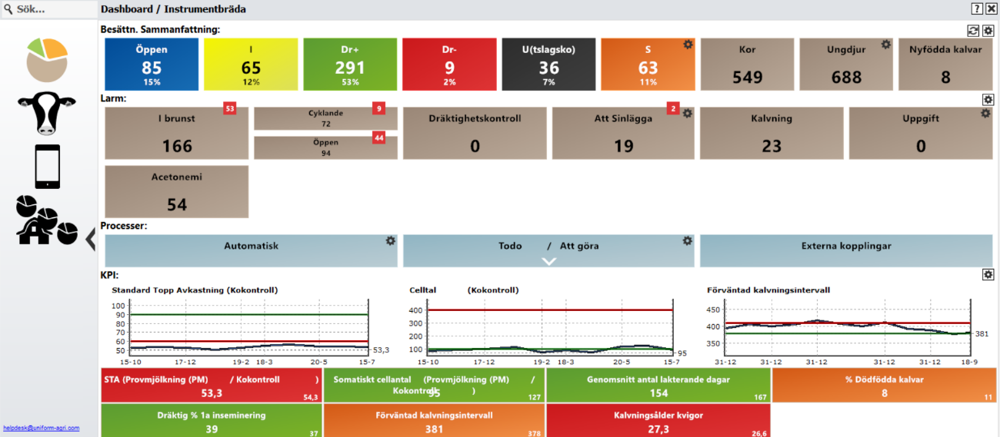 Sök...
Dashboard / Instrumentbräda
?
Besättn. Sammanfattning:
Öppen
85
15%
I
65
12%
Dr+
291
53%
Dr-
9
2%
U(tslagsko)
36
7%
S
63
11%
Kor
549
Ungdjur
688
Nyfödda kalvar
8
Larm:
I brunst
53
166
Cyklande
9
72
Öppen
44
94
Dräktighetskontroll
0
Att Sinlägga
2
19
Kalvning
23
Uppgift
0
Acetonemi
54
Processer:
Automatisk
Todo / Att göra
Externa kopplingar
KPI:
Standard Topp Avkastning (Kokontroll)
100
90
80
70
60
50
53,3
15-10 17-12 19-2 18-3 20-5 15-7
Celltal (Kokontroll)
400
300
200
100
95
15-10 17-12 19-2 18-3 20-5 15-7
Förväntad kalvningsintervall
450
400
350
381
31-12 31-12 31-12 31-12 31-12 18-9
STA (Provmjölkning (PM) / Kokontroll )
53,3
54,3
Somatiskt cellantal (Provmjölkning (PM) /
Kokontroll )
95
127
Genomsnitt antal lakterande dagar
154
167
% Dödfödda kalvar
8
11
Dräktig % 1a inseminering
39
37
Förväntad kalvningsintervall
381
378
Kalvningsålder kvigor
27,3
26,6
helpdesk@uniform-agri.com